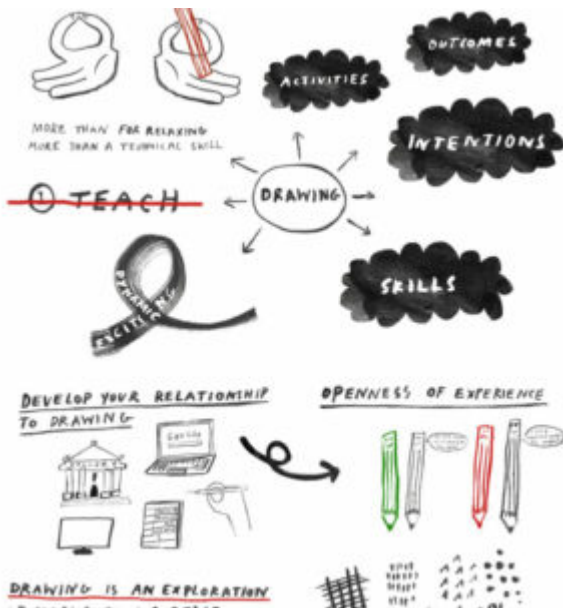 OUTCOMES
ACTIVITIES
INTENTIONS
MORE THAN FOR RELAXING
MORE THAN A TECHNICAL SKILL
DRAWING
① TEACH
SKILLS
DYNAMIC
EXCITING
DEVELOP YOUR RELATIONSHIP
TO DRAWING
OPENNESS OF EXPERIENCE
DRAWING IS AN EXPLORATION